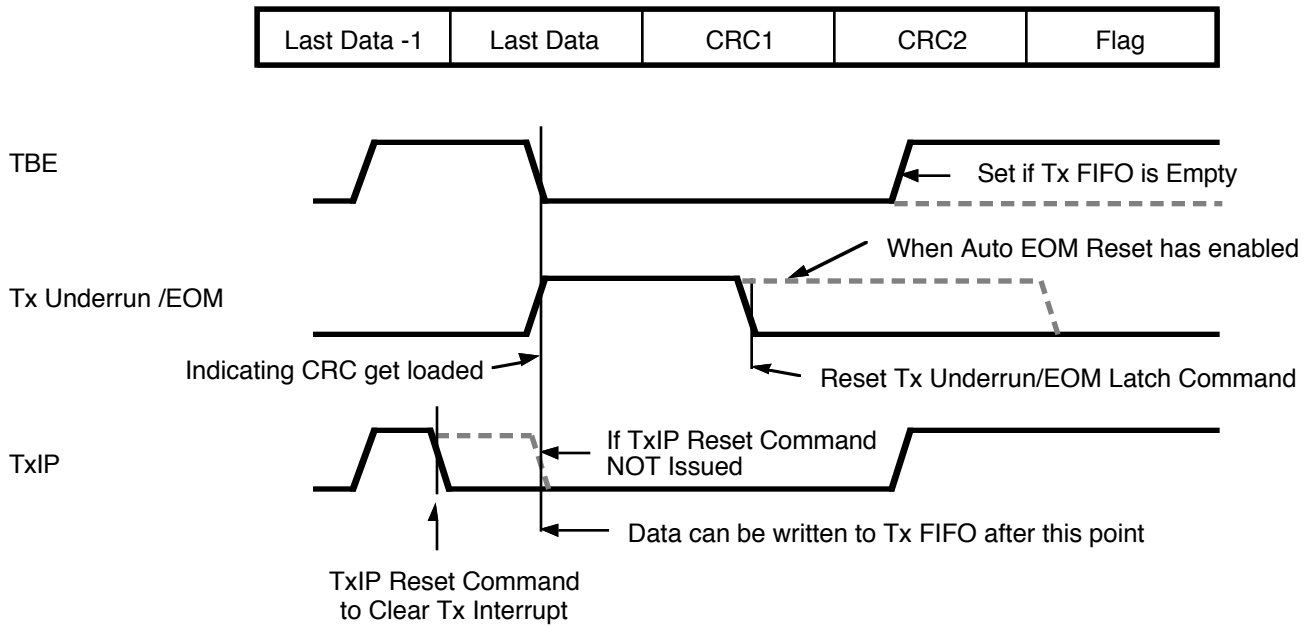 Last Data -1 Last Data CRC1 CRC2 Flag
TBE
Set if Tx FIFO is Empty
When Auto EOM Reset has enabled
Tx Underrun /EOM
Indicating CRC get loaded
Reset Tx Underrun/EOM Latch Command
TxIP
If TxIP Reset Command
NOT Issued
Data can be written to Tx FIFO after this point
TxIP Reset Command
to Clear Tx Interrupt